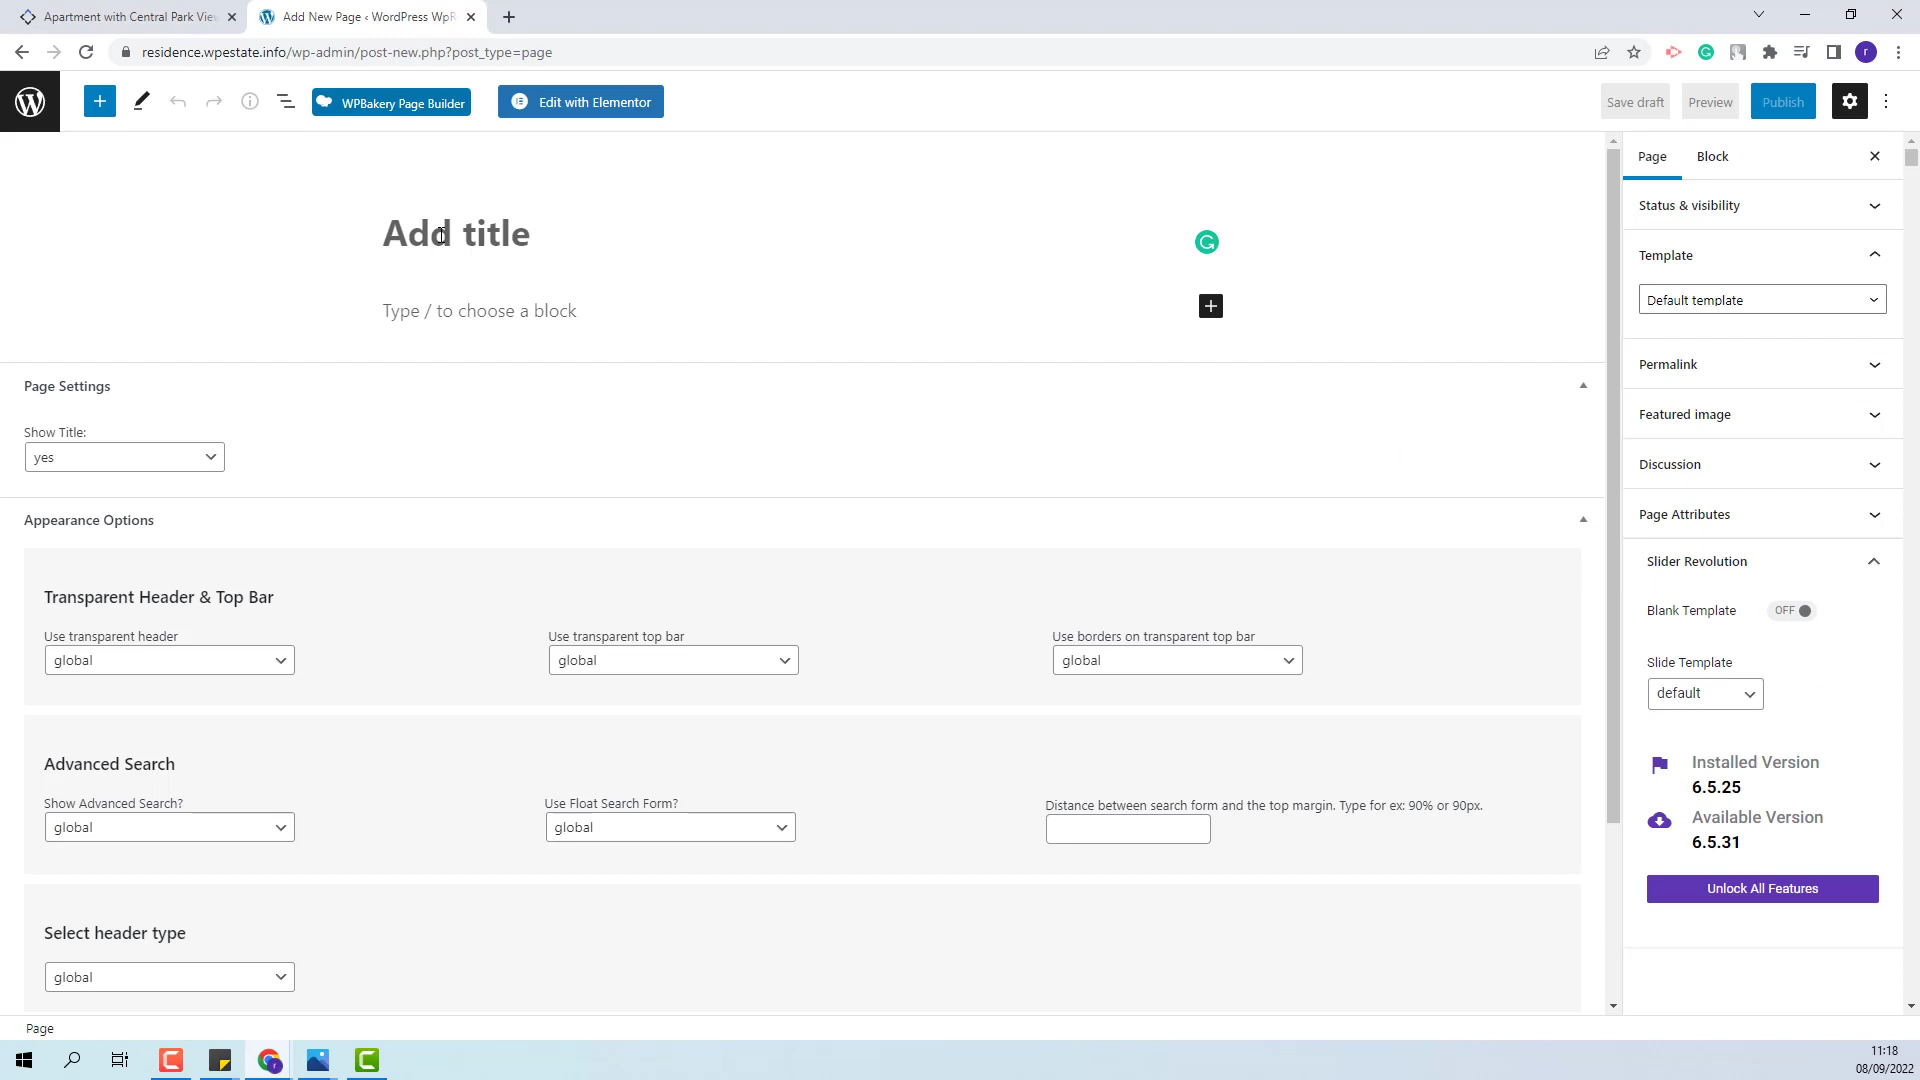 Apartment with Central Park Vie
Add New Page ‹ WordPress WpR
residence.wpestate.info/wp-admin/post-new.php?post_type=page
r
WPBakery Page Builder
Edit with Elementor
Save draft
Preview
Publish
Page
Block
Status & visibility
Add title
Template
Default template
Type / to choose a block
Permalink
Page Settings
Featured image
Show Title:
yes
Discussion
Appearance Options
Page Attributes
Slider Revolution
Transparent Header & Top Bar
Blank Template
OFF
Use transparent header
Use transparent top bar
Use borders on transparent top bar
global
global
global
Slide Template
default
Advanced Search
Installed Version
6.5.25
Show Advanced Search?
Use Float Search Form?
Distance between search form and the top margin. Type for ex: 90% or 90px.
global
global
Available Version
6.5.31
Unlock All Features
Select header type
global
Page
11:18
08/09/2022